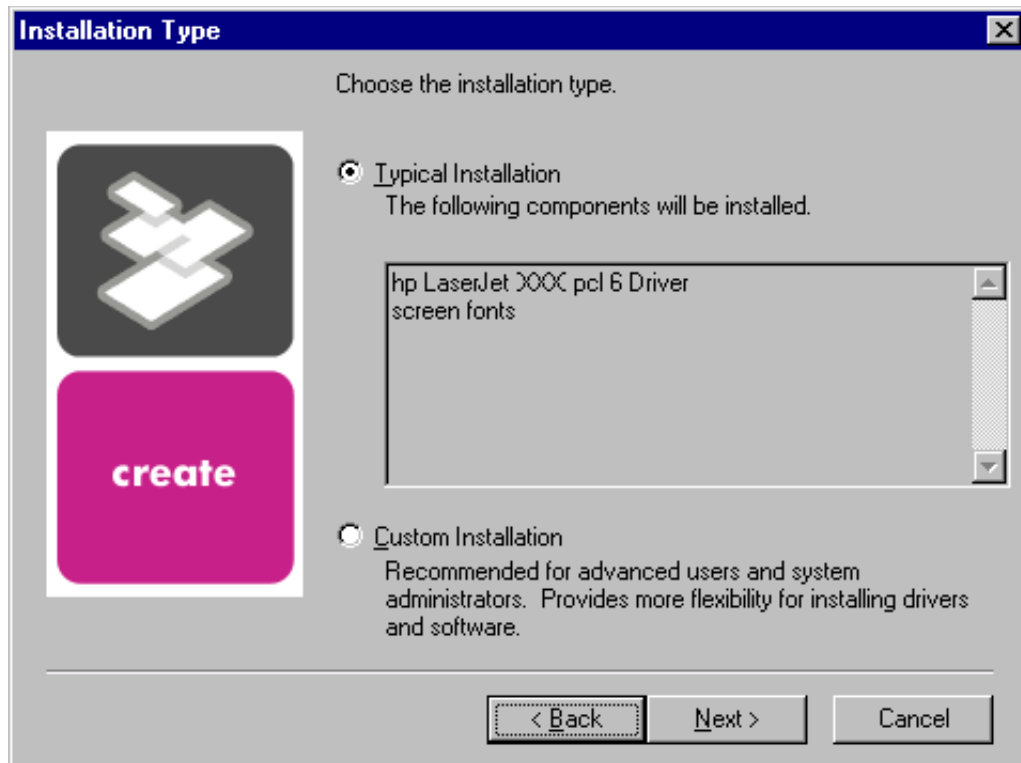 Installation Type
Choose the installation type.
Typical Installation
The following components will be installed.
hp LaserJet XXX pcl 6 Driver
screen fonts
create
Custom Installation
Recommended for advanced users and system
administrators.  Provides more flexibility for installing drivers
and software.
< Back
Next >
Cancel